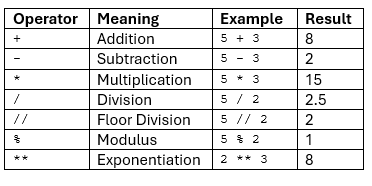 Operator Meaning Example Result
+ Addition 5 + 3 8
– Subtraction 5 – 3 2
* Multiplication 5 * 3 15
/ Division 5 / 2 2.5
// Floor Division 5 // 2 2
% Modulus 5 % 2 1
** Exponentiation 2 ** 3 8